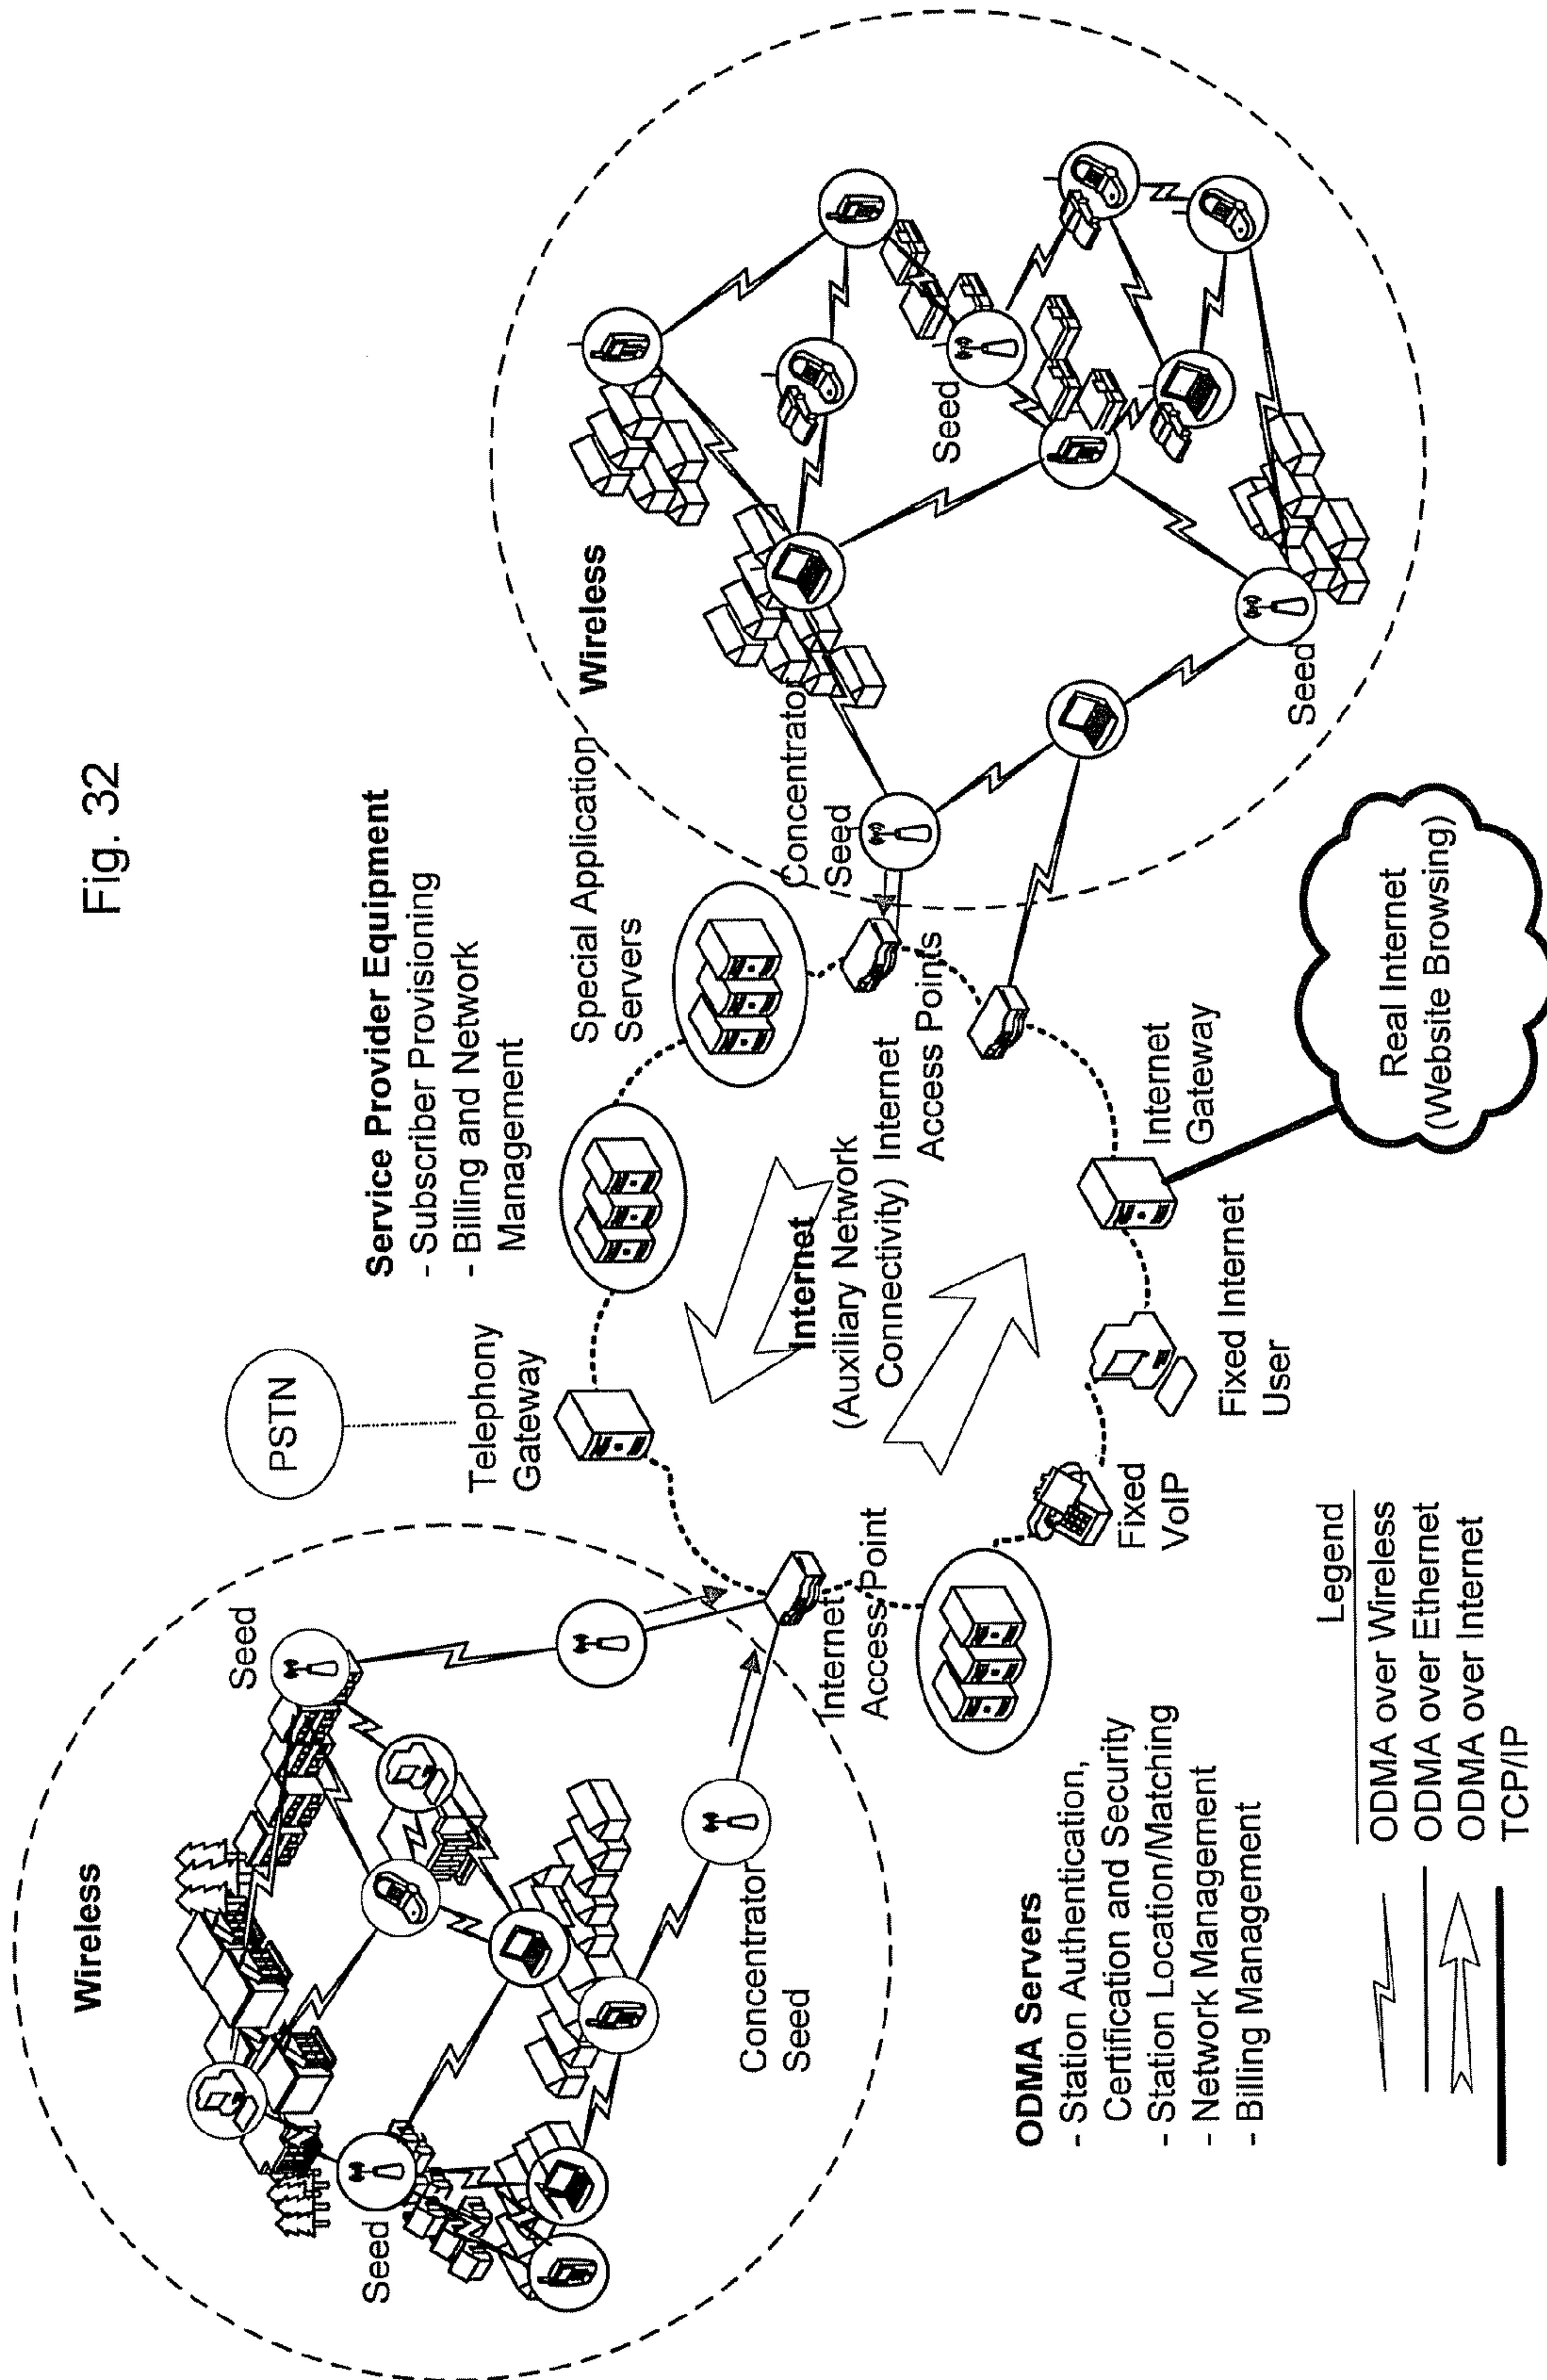 Fig. 32
Wireless
Seed
Seed
Concentrator
Seed
PSTN
Telephony
Gateway
Service Provider Equipment
- Subscriber Provisioning
- Billing and Network
Management
Special Application
Servers
Wireless
Concentrator
Seed
Seed
Seed
Internet
(Auxiliary Network
Connectivity)
Internet
Access Points
Internet
Access Point
ODMA Servers
- Station Authentication,
Certification and Security
- Station Location/Matching
- Network Management
- Billing Management
Fixed
VoIP
Fixed Internet
User
Internet
Gateway
Real Internet
(Website Browsing)
Legend
ODMA over Wireless
ODMA over Ethernet
ODMA over Internet
TCP/IP